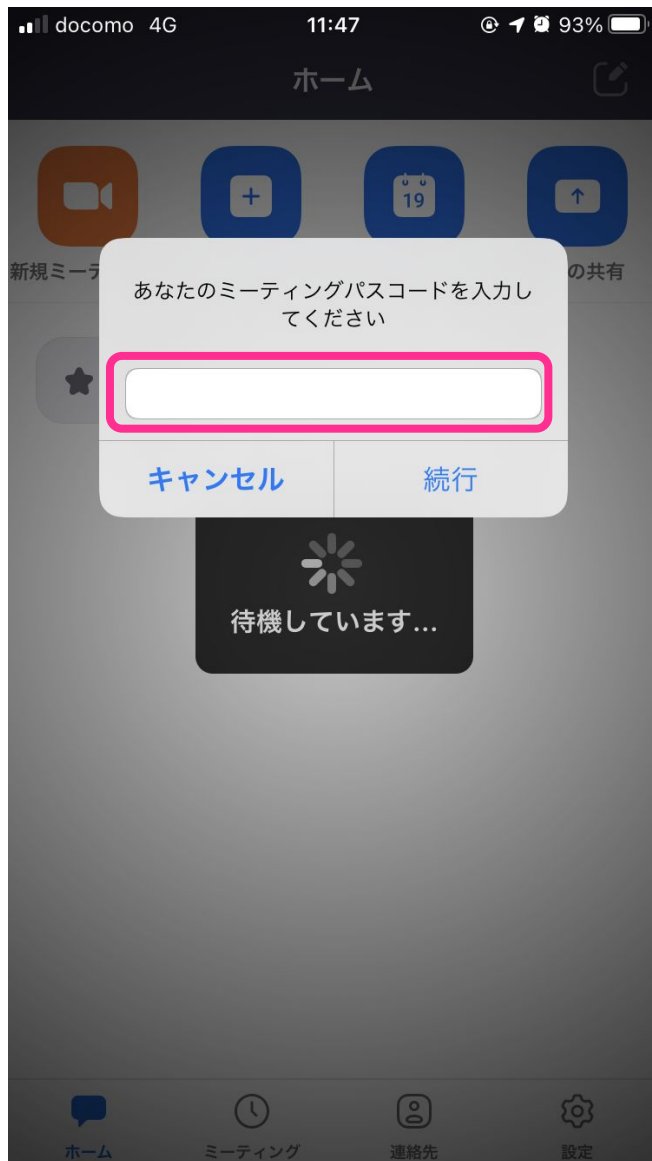 docomo 4G 11:47 93%
ホーム
19
新規ミーテ の共有
あなたのミーティングパスコードを入力し
てください
キャンセル 続行
待機しています...
ホーム ミーティング 連絡先 設定